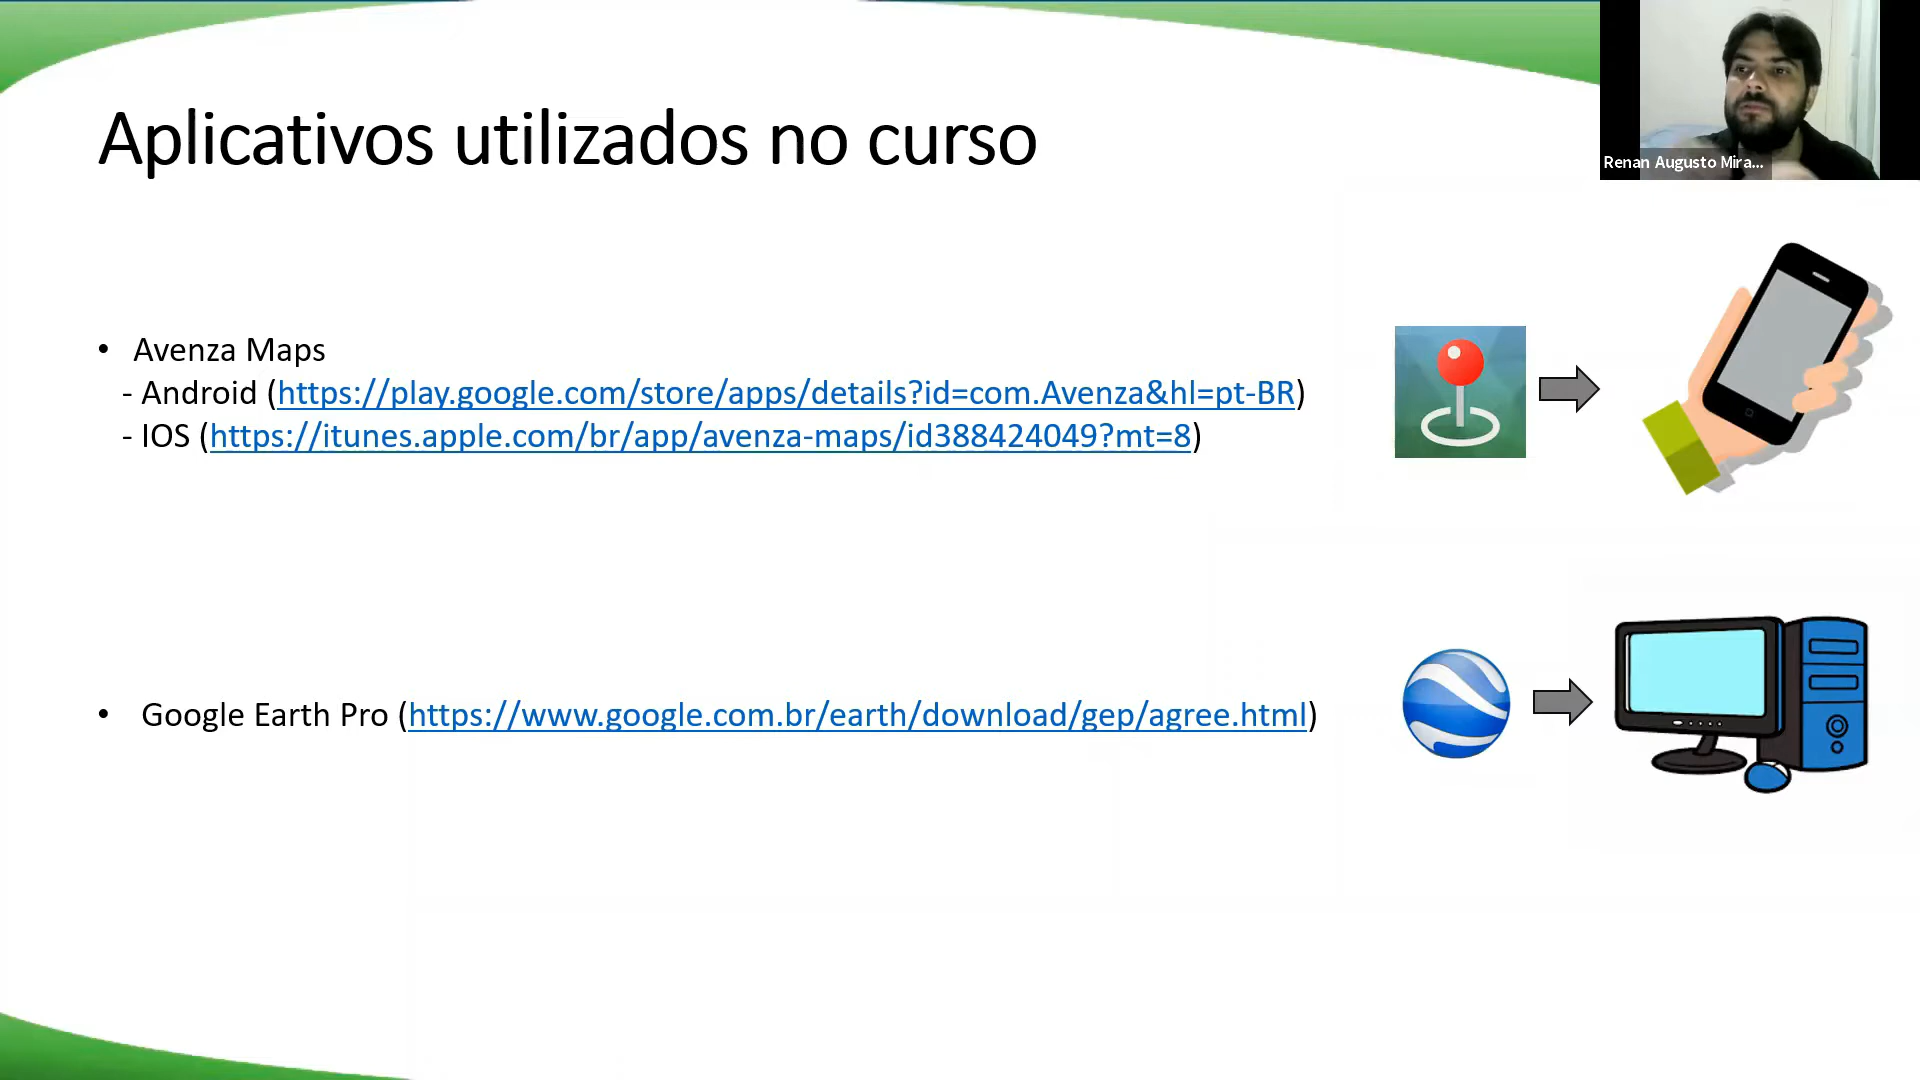 Aplicativos utilizados no curso
Renan Augusto Mira...
• Avenza Maps
- Android (https://play.google.com/store/apps/details?id=com.Avenza&hl=pt-BR)
- IOS (https://itunes.apple.com/br/app/avenza-maps/id388424049?mt=8)
• Google Earth Pro (https://www.google.com.br/earth/download/gep/agree.html)